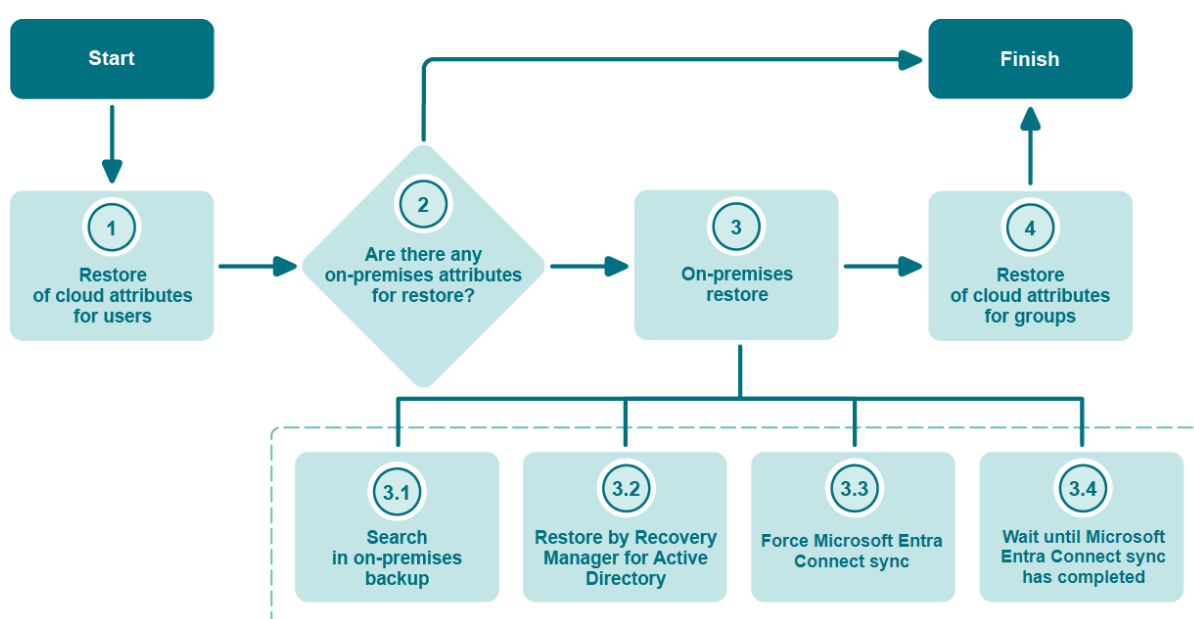 Start
Finish
1
Restore
of cloud attributes
for users
2
Are there any
on-premises attributes
for restore?
3
On-premises
restore
4
Restore
of cloud attributes
for groups
3.1
Search
in on-premises
backup
3.2
Restore by Recovery
Manager for Active
Directory
3.3
Force Microsoft Entra
Connect sync
3.4
Wait until Microsoft
Entra Connect sync
has completed